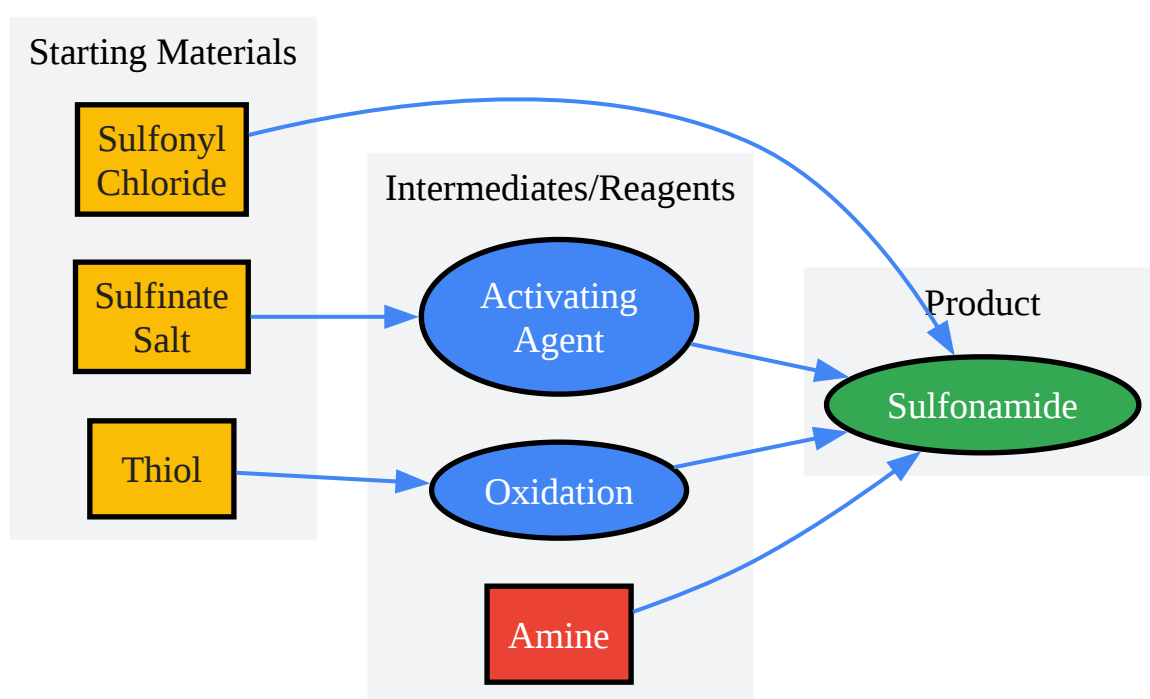 Starting Materials
Sulfonyl
Chloride
Sulfinate
Salt
Thiol
Intermediates/Reagents
Activating
Agent
Oxidation
Amine
Product
Sulfonamide